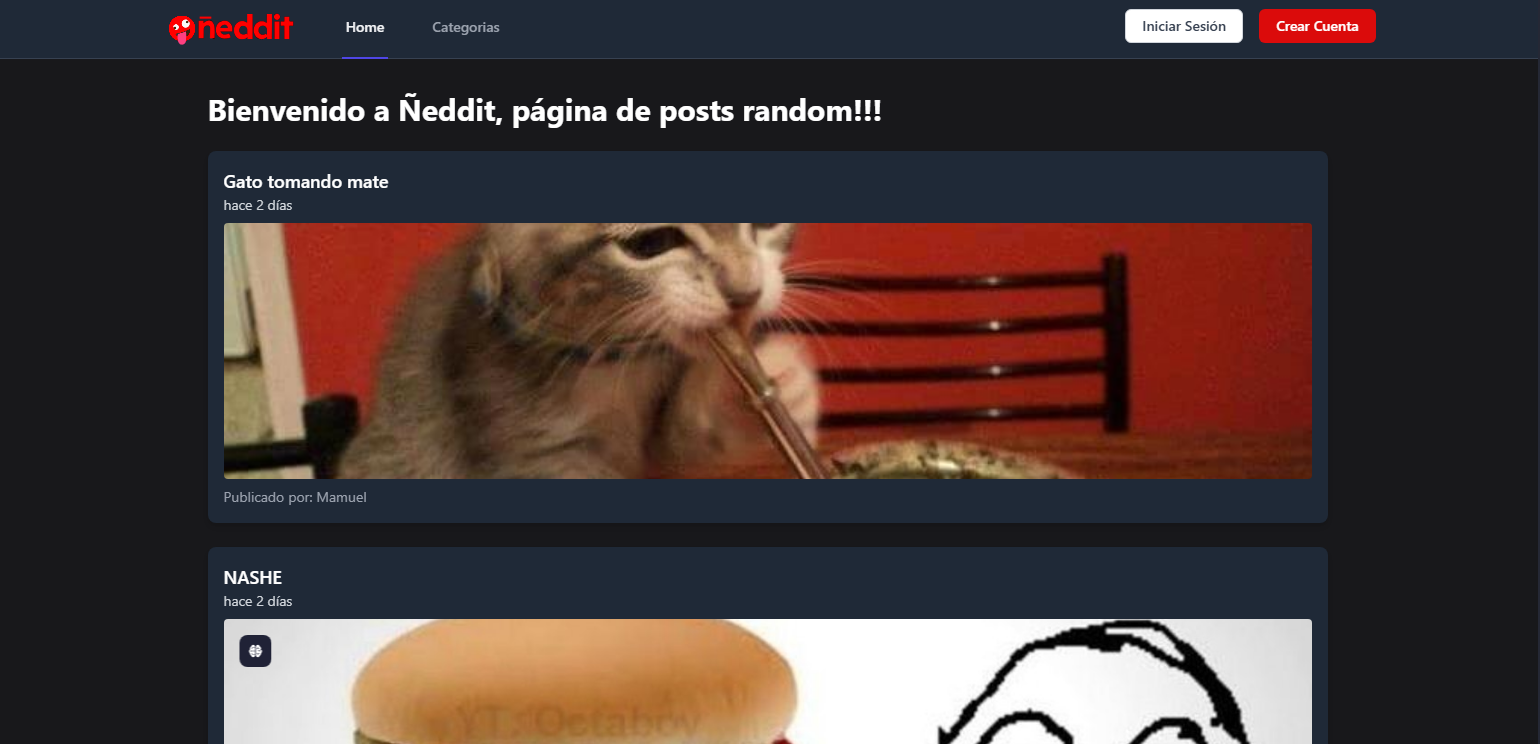 ñeddit
Home
Categorias
Iniciar Sesión
Crear Cuenta
Bienvenido a Ñeddit, página de posts random!!!
Gato tomando mate
hace 2 días
Publicado por: Mamuel
NASHE
hace 2 días
YT: Octabroy